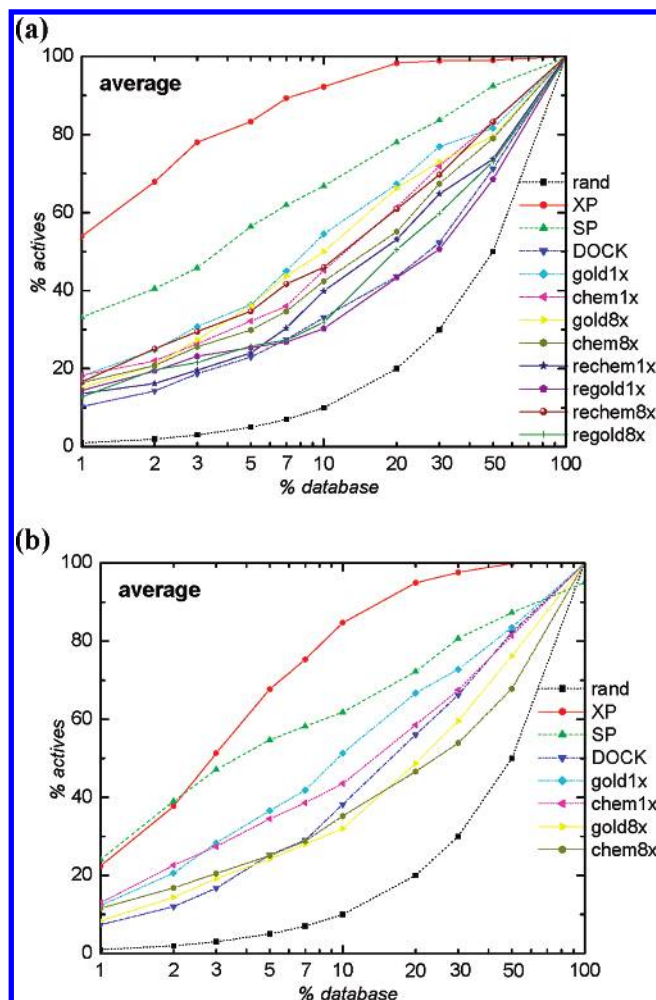 (a)
100
average
80
60
40
20
0
% actives
1
2
3
5
7
10
20
30
50
100
% database
rand
XP
SP
DOCK
gold1x
chem1x
gold8x
chem8x
rechem1x
regold1x
rechem8x
regold8x
(b)
100
average
80
60
40
20
0
% actives
1
2
3
5
7
10
20
30
50
100
% database
rand
XP
SP
DOCK
gold1x
chem1x
gold8x
chem8x